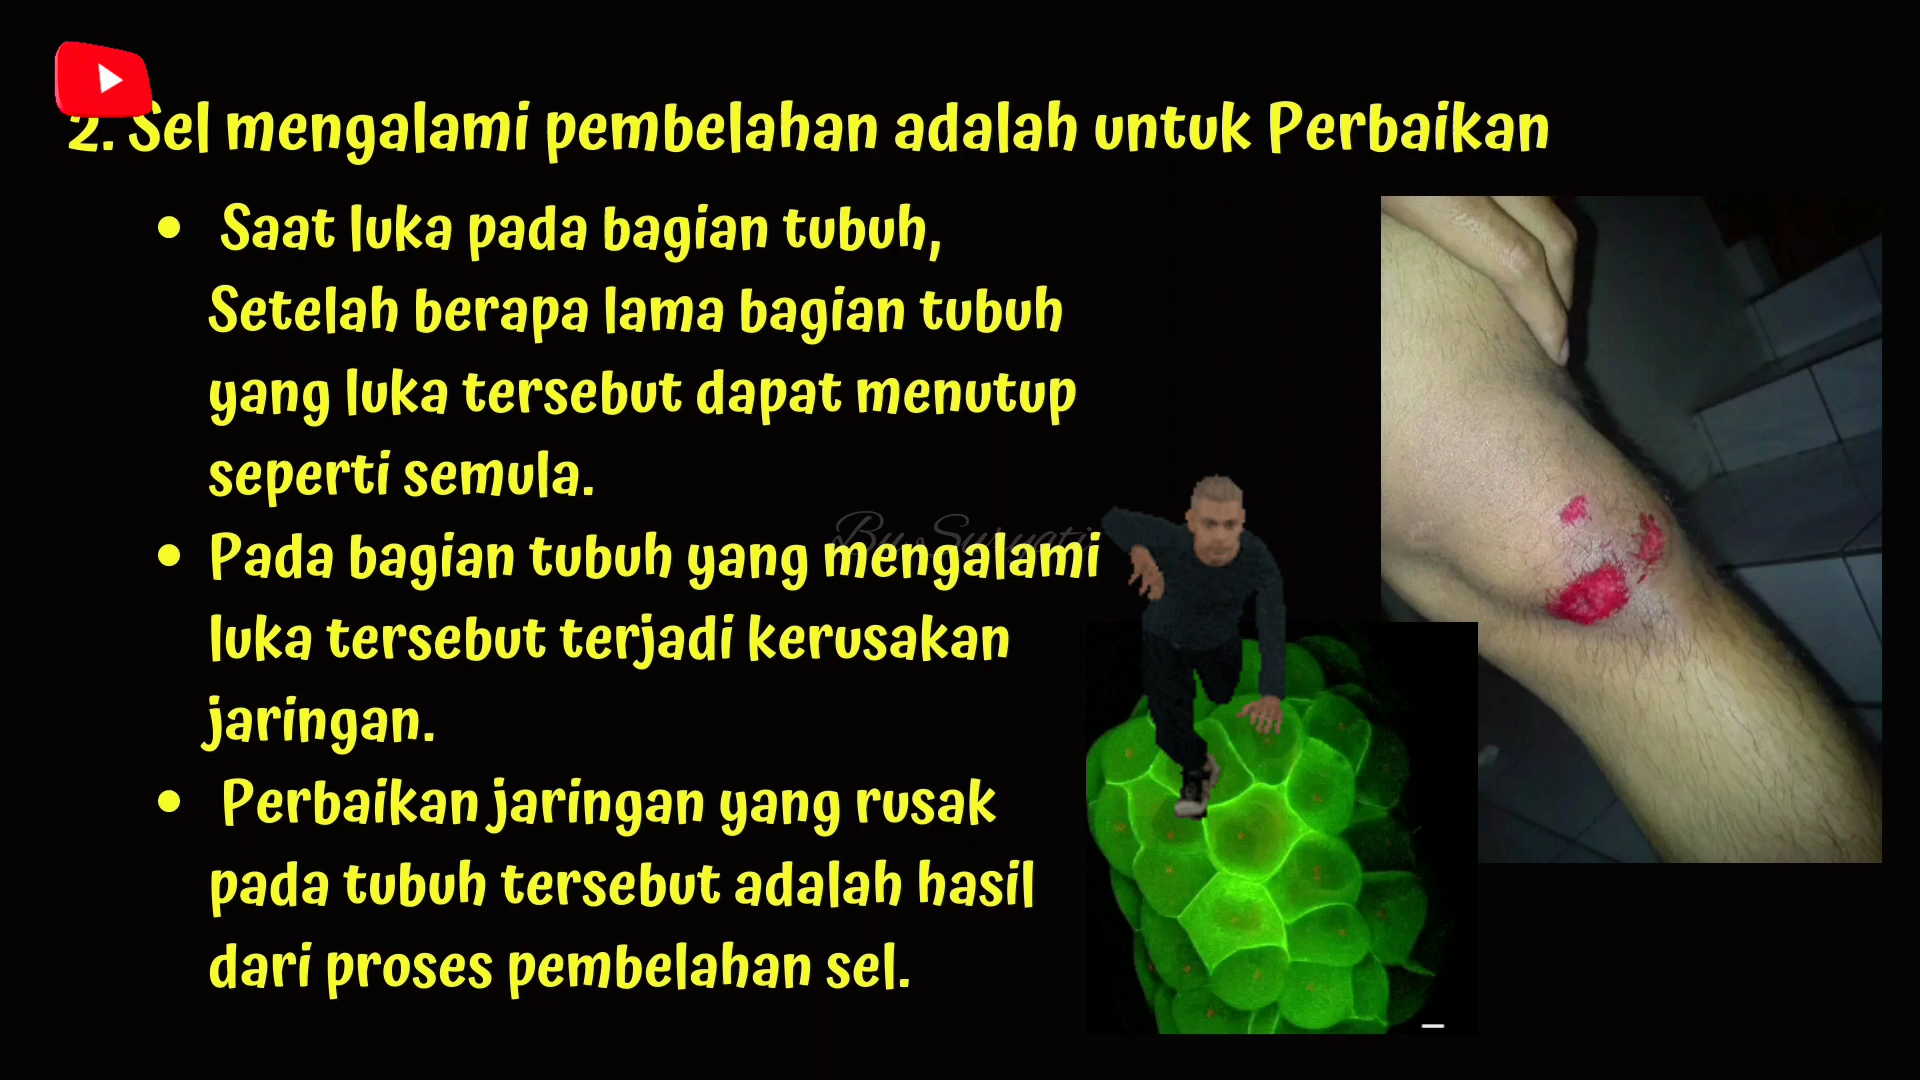 2. Sel mengalami pembelahan adalah untuk Perbaikan
Saat luka pada bagian tubuh,
Setelah berapa lama bagian tubuh
yang luka tersebut dapat menutup
seperti semula.
By Suryati
Pada bagian tubuh yang mengalami
luka tersebut terjadi kerusakan
jaringan.
Perbaikan jaringan yang rusak
pada tubuh tersebut adalah hasil
dari proses pembelahan sel.